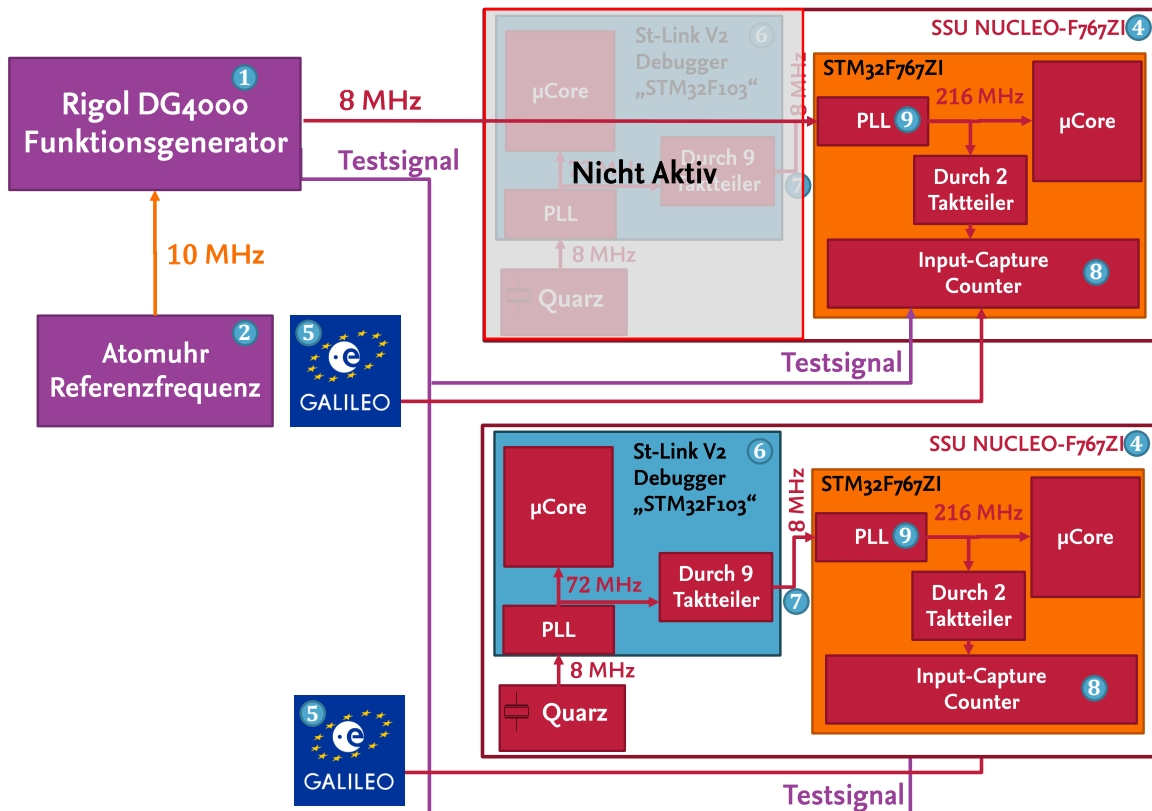 SSU NUCLEO-F767ZI 4
6
St-Link V2
Debugger
„STM32F103“
µCore
8 MHz
STM32F767ZI
1
Rigol DG4000
Funktionsgenerator
8 MHz
PLL 9
216 MHz
µCore
Testsignal
Nicht Aktiv
Durch 9
Taktteiler
7
Durch 2
Taktteiler
PLL
10 MHz
8 MHz
Quarz
Input-Capture
Counter
8
2
Atomuhr
Referenzfrequenz
5
GALILEO
Testsignal
SSU NUCLEO-F767ZI 4
St-Link V2
Debugger
„STM32F103“
6
µCore
8 MHz
STM32F767ZI
PLL 9
216 MHz
µCore
72 MHz
Durch 9
Taktteiler
7
Durch 2
Taktteiler
PLL
8 MHz
Quarz
Input-Capture
Counter
8
5
GALILEO
Testsignal